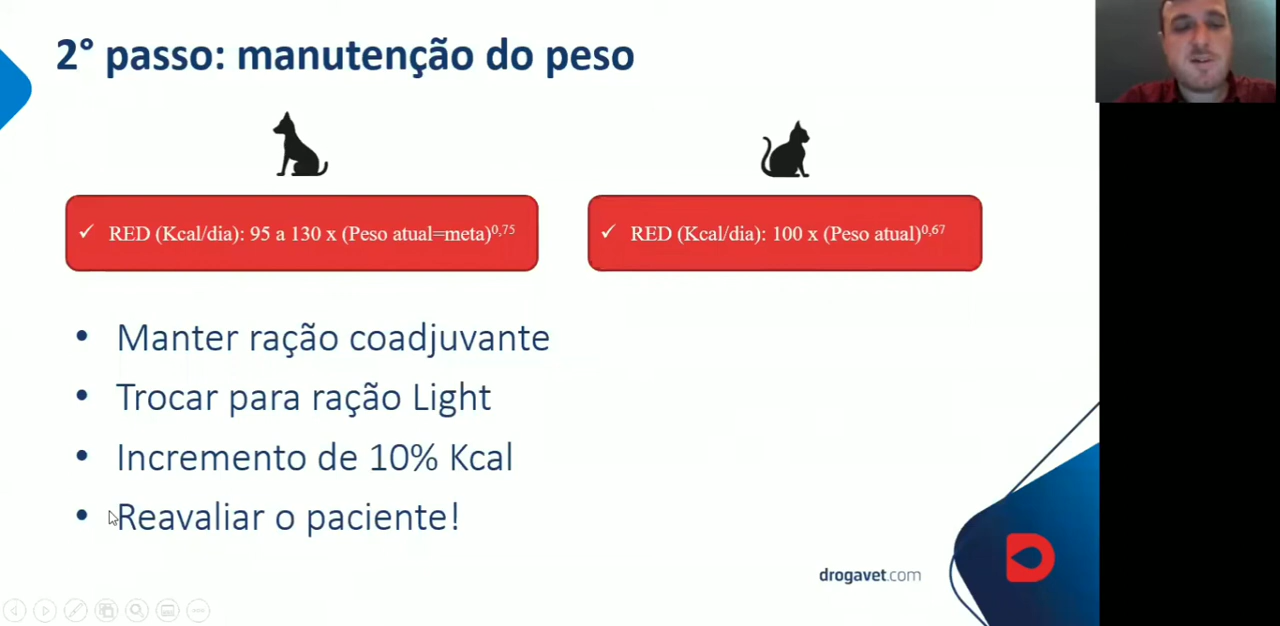 2° passo: manutenção do peso
✓ RED (Kcal/dia): 95 a 130 x (Peso atual=meta)⁰,⁷⁵
✓ RED (Kcal/dia): 100 x (Peso atual)⁰,⁶⁷
• Manter ração coadjuvante
• Trocar para ração Light
• Incremento de 10% Kcal
• Reavaliar o paciente!
drogavet.com